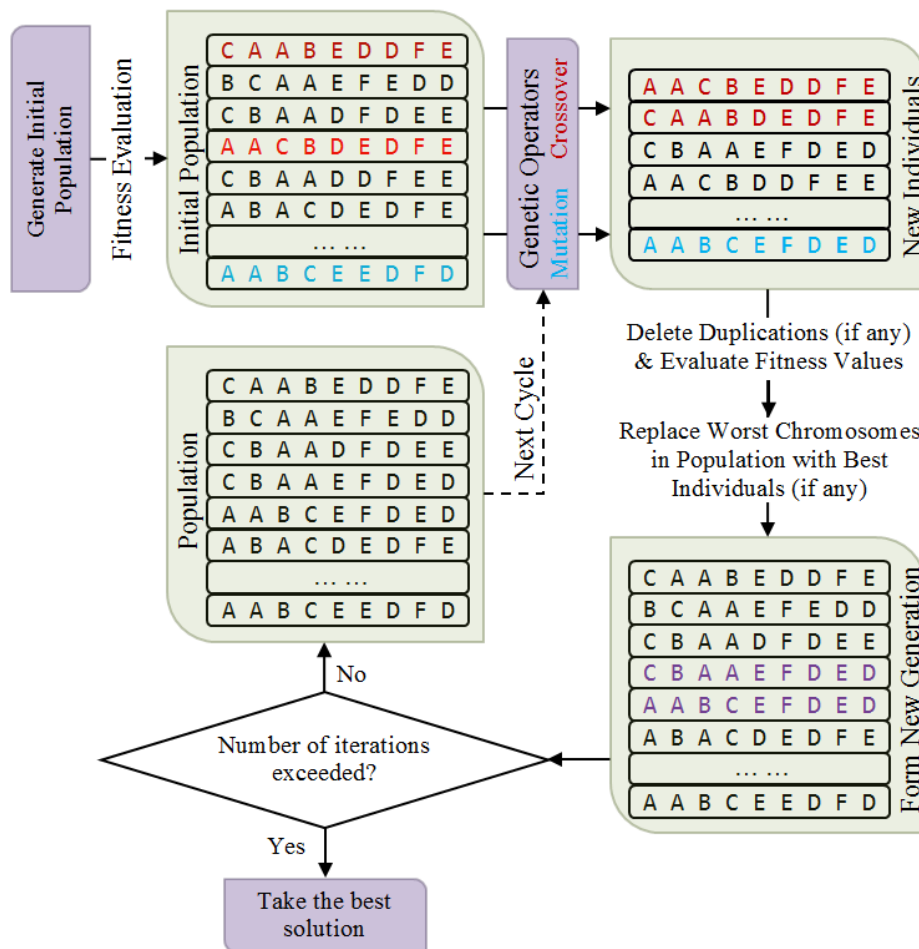 Generate Initial
Population
Fitness Evaluation
Initial Population
C A A B E D D F E
B C A A E F E D D
C B A A D F D E E
A A C B D E D F E
C B A A D D F E E
A B A C D E D F E
... ...
A A B C E E D F D
Genetic Operators
Mutation Crossover
New Individuals
A A C B E D D F E
C A A B D E D F E
C B A A E F D E D
A A C B D D F E E
... ...
A A B C E F D E D
Delete Duplications (if any)
& Evaluate Fitness Values
Replace Worst Chromosomes
in Population with Best
Individuals (if any)
Form New Generation
C A A B E D D F E
B C A A E F E D D
C B A A D F D E E
C B A A E F D E D
A A B C E F D E D
A B A C D E D F E
... ...
A A B C E E D F D
Number of iterations
exceeded?
No
Population
C A A B E D D F E
B C A A E F E D D
C B A A D F D E E
C B A A E F D E D
A A B C E F D E D
A B A C D E D F E
... ...
A A B C E E D F D
Next Cycle
Yes
Take the best
solution